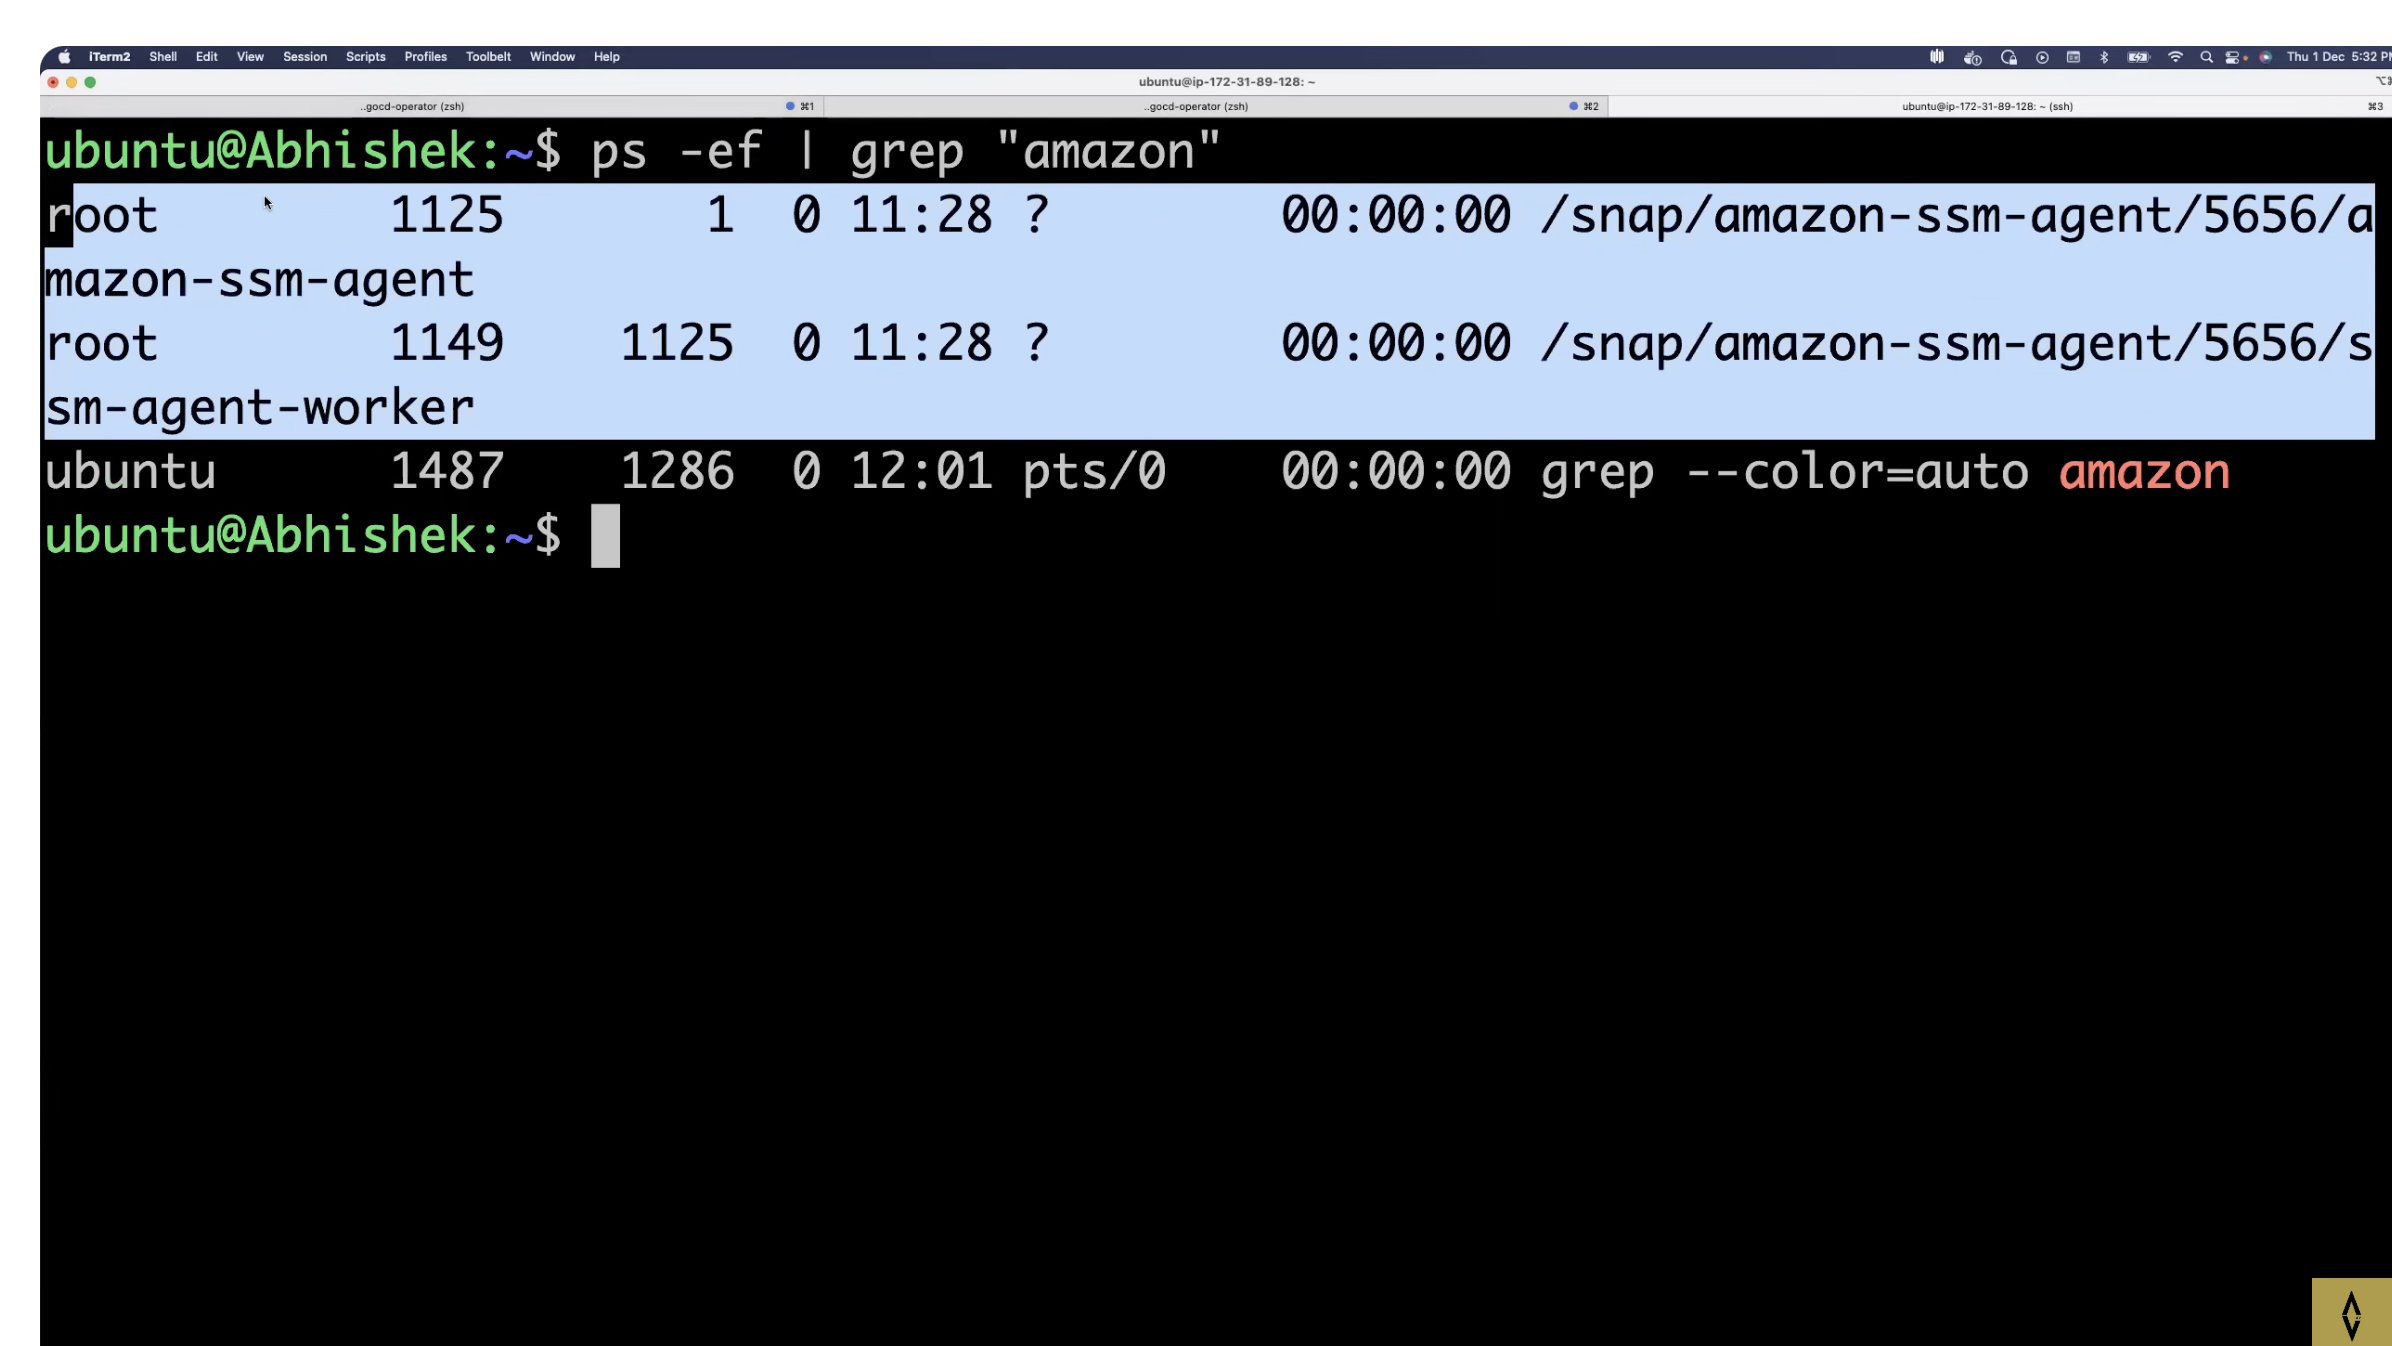 iTerm2 Shell Edit View Session Scripts Profiles Toolbelt Window Help Thu 1 Dec 5:32 P
ubuntu@ip-172-31-89-128: ~
..gocd-operator (zsh) ⌘1 ..gocd-operator (zsh) ⌘2 ubuntu@ip-172-31-89-128: ~ (ssh) ⌘3
ubuntu@Abhishek:~$ ps -ef | grep "amazon"
root 1125 1 0 11:28 ? 00:00:00 /snap/amazon-ssm-agent/5656/a
mazon-ssm-agent
root 1149 1125 0 11:28 ? 00:00:00 /snap/amazon-ssm-agent/5656/s
sm-agent-worker
ubuntu 1487 1286 0 12:01 pts/0 00:00:00 grep --color=auto amazon
ubuntu@Abhishek:~$